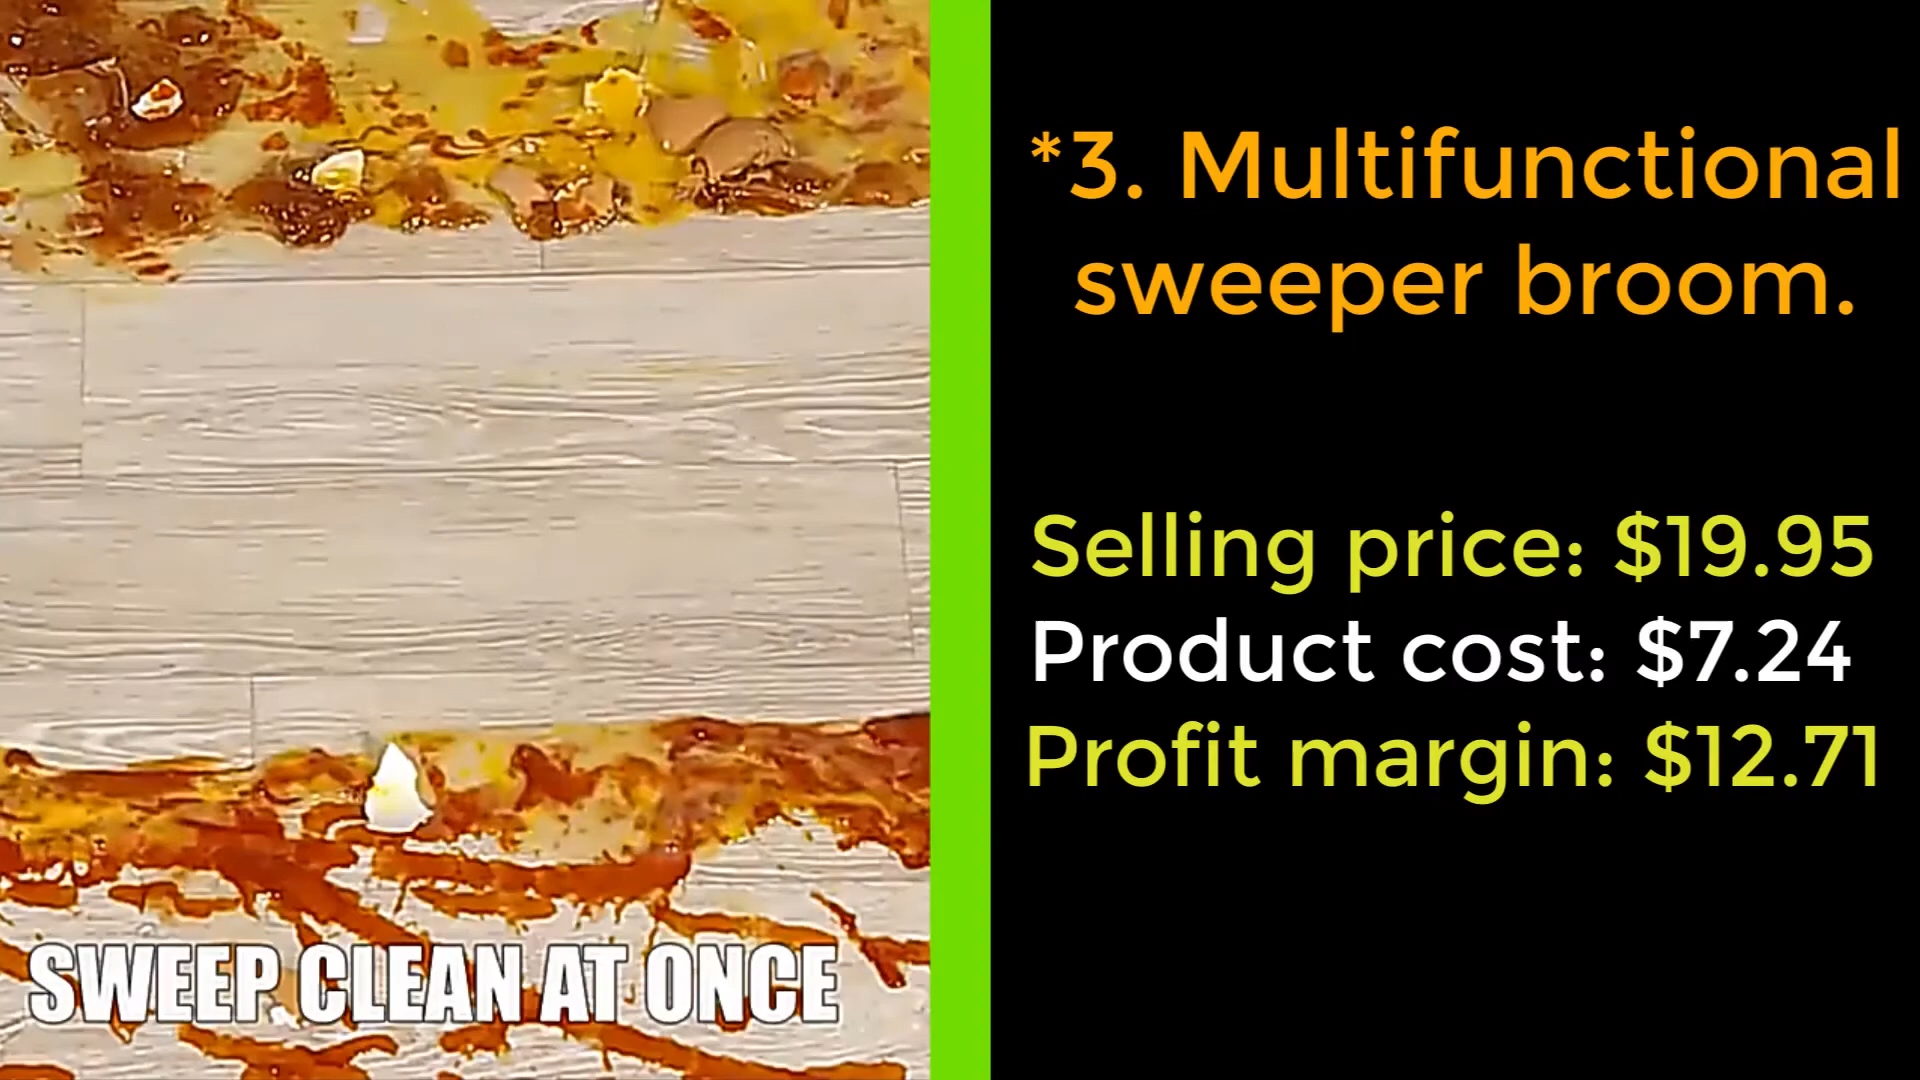 *3. Multifunctional
sweeper broom.
Selling price: $19.95
Product cost: $7.24
Profit margin: $12.71
SWEEP CLEAN AT ONCE